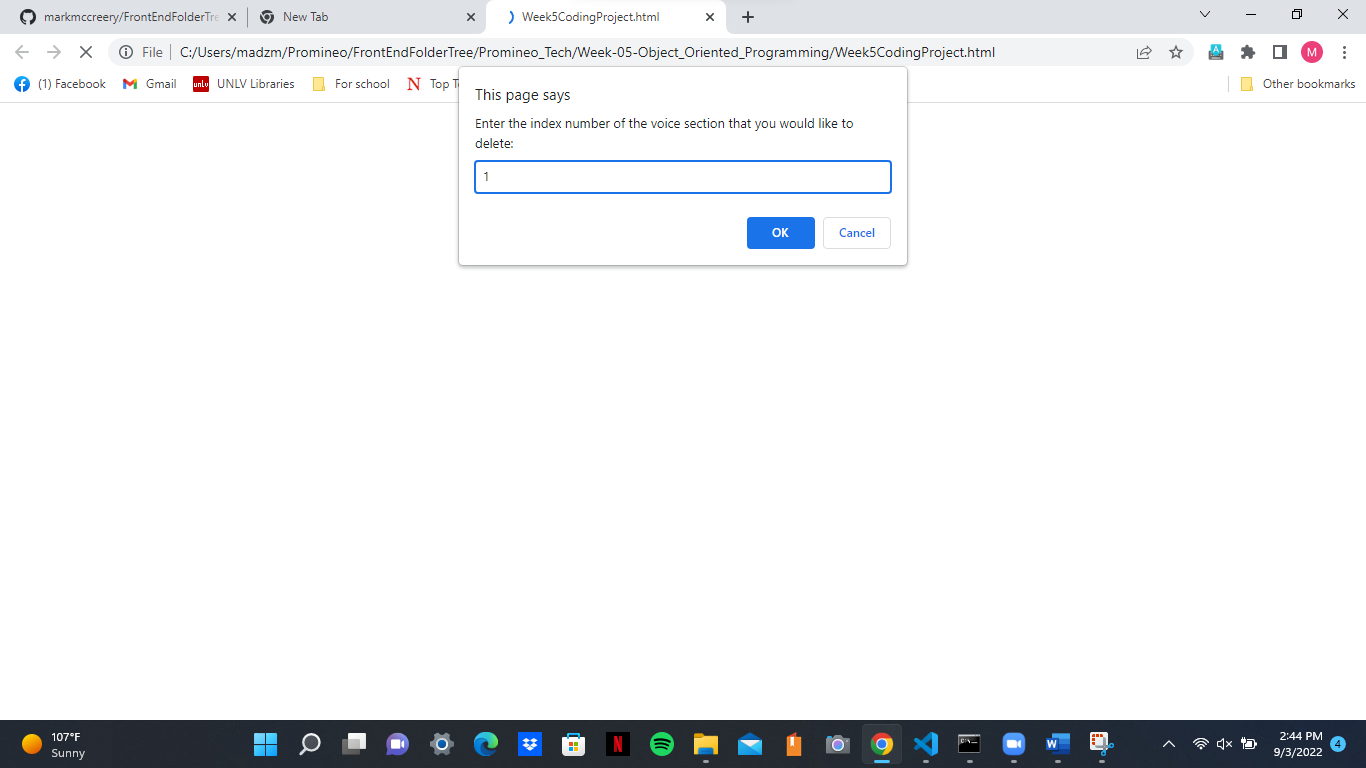 markmccreery/FrontEndFolderTre
New Tab
Week5CodingProject.html
File
C:/Users/madzm/Promineo/FrontEndFolderTree/Promineo_Tech/Week-05-Object_Oriented_Programming/Week5CodingProject.html
M
(1) Facebook
Gmail
unlv
UNLV Libraries
For school
N
Top T
Other bookmarks
This page says
Enter the index number of the voice section that you would like to
delete:
1
OK
Cancel
107°F
Sunny
N
W
2:44 PM
9/3/2022
4